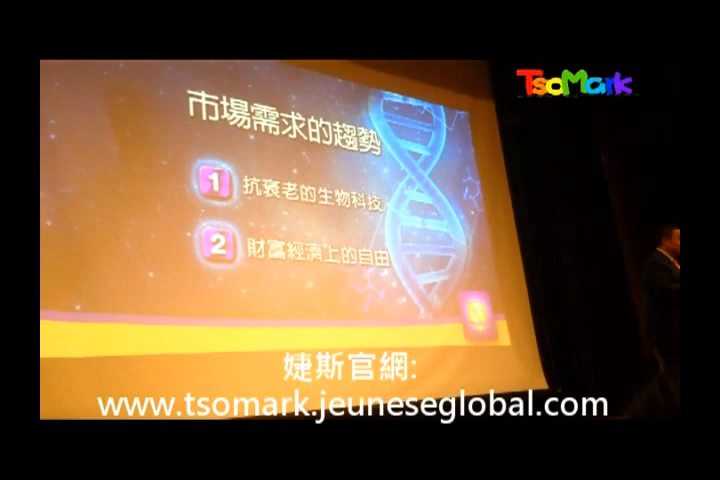 TsoMark
市場需求的趨勢
1 抗衰老的生物科技
2 財富經濟上的自由
婕斯官網:
www.tsomark.jeuneseglobal.com